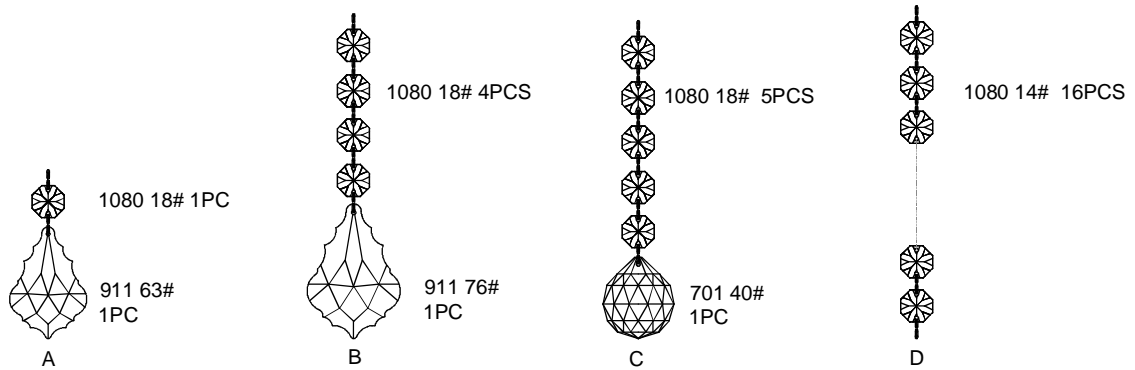 1080 18# 1PC
911 63#
1PC
A
1080 18# 4PCS
911 76#
1PC
B
1080 18#  5PCS
701 40#
1PC
C
1080 14#  16PCS
D